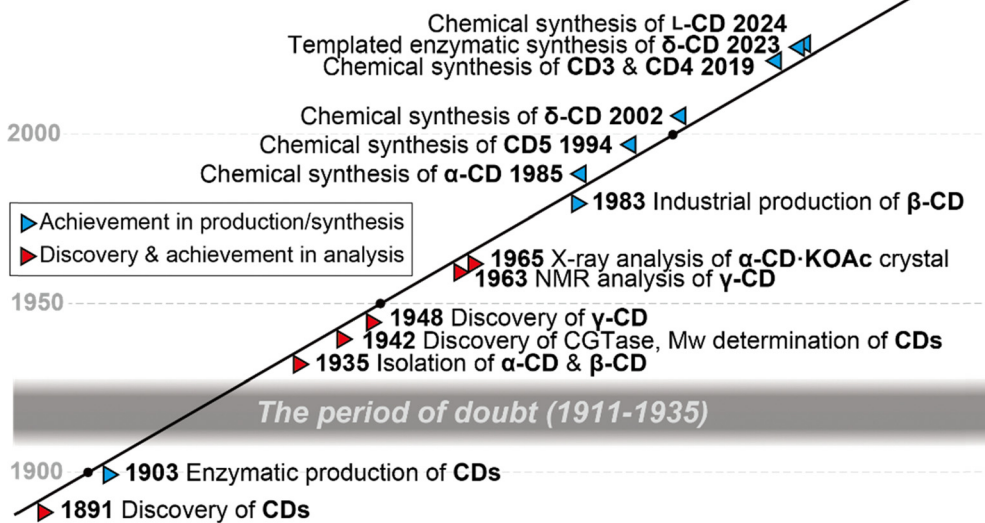 Chemical synthesis of L-CD 2024
Templated enzymatic synthesis of δ-CD 2023
Chemical synthesis of CD3 & CD4 2019
Chemical synthesis of δ-CD 2002
2000
Chemical synthesis of CD5 1994
Chemical synthesis of α-CD 1985
1983 Industrial production of β-CD
Achievement in production/synthesis
Discovery & achievement in analysis
1965 X-ray analysis of α-CD·KOAc crystal
1963 NMR analysis of γ-CD
1950
1948 Discovery of γ-CD
1942 Discovery of CGTase, Mw determination of CDs
1935 Isolation of α-CD & β-CD
The period of doubt (1911-1935)
1900
1903 Enzymatic production of CDs
1891 Discovery of CDs